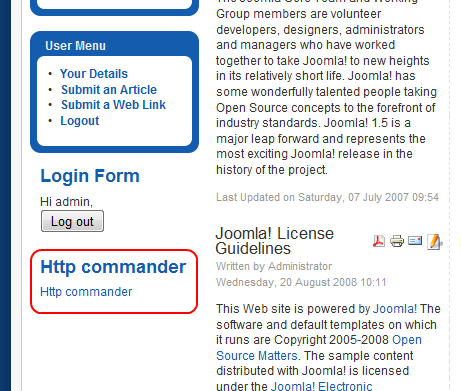 User Menu
Your Details
Submit an Article
Submit a Web Link
Logout
Login Form
Hi admin,
Log out
Http commander
Http commander
Group members are volunteer
developers, designers, administrators
and managers who have worked
together to take Joomla! to new heights
in its relatively short life. Joomla! has
some wonderfully talented people taking
Open Source concepts to the forefront of
industry standards. Joomla! 1.5 is a
major leap forward and represents the
most exciting Joomla! release in the
history of the project.
Last Updated on Saturday, 07 July 2007 09:54
Joomla! License
Guidelines
Written by Administrator
Wednesday, 20 August 2008 10:11
This Web site is powered by Joomla! The
software and default templates on which
it runs are Copyright 2005-2008 Open
Source Matters. The sample content
distributed with Joomla! is licensed
under the Joomla! Electronic